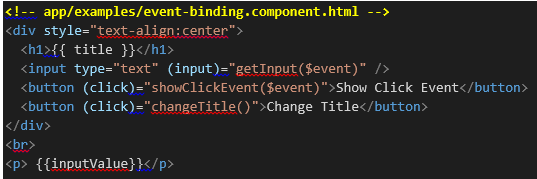 <!-- app/examples/event-binding.component.html -->
<div style="text-align:center">
<h1>{{ title }}</h1>
<input type="text" (input)="getInput($event)" />
<button (click)="showClickEvent($event)">Show Click Event</button>
<button (click)="changeTitle()">Change Title</button>
</div>
<br>
<p> {{inputValue}}</p>